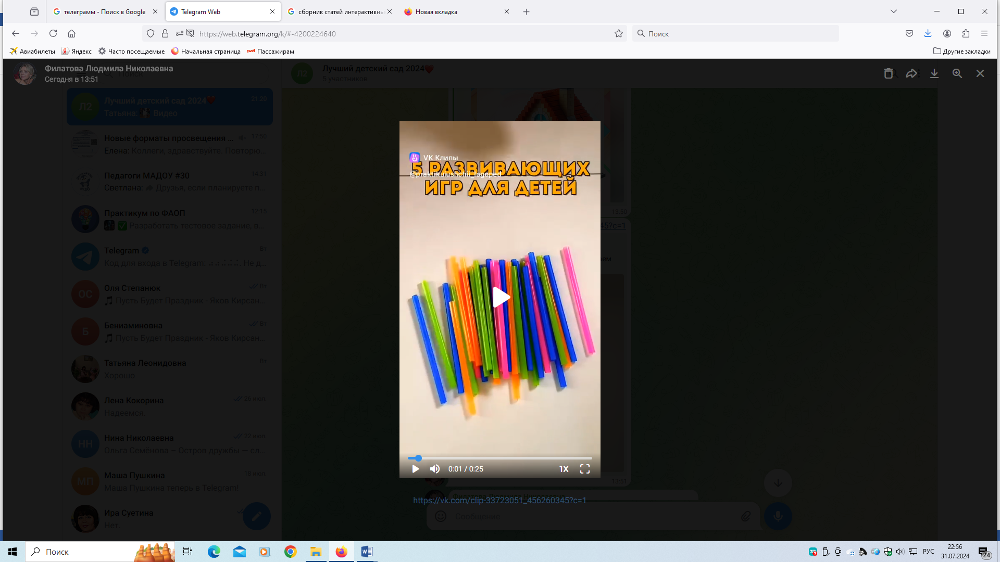 телеграмм - Поиск в Google
Telegram Web
сборник статей интерактивны
Новая вкладка
https://web.telegram.org/k/#-4200224640
Поиск
Авиабилеты
Яндекс
Часто посещаемые
Начальная страница
Пассажирам
Другие закладки
Филатова Людмила Николаевна
Сегодня в 13:51
Поиск
Л2
Лучший детский сад 2024
5 участников
Л2
Лучший детский сад 2024
21:20
Татьяна: Видео
Новые форматы просвещения ...
17:50
Елена: Коллеги, здравствуйте. Повторю...
Педагоги МАДОУ #30
14:31
Светлана: Друзья, если планируете п...
Практикум по ФАОП
12:15
Разработать тестовое задание, в...
Telegram
Вт
Код для входа в Telegram: Не д...
ОС
Оля Степанюк
Вт
Пусть Будет Праздник - Яков Кирсан...
Б
Бениаминовна
Вт
Пусть Будет Праздник - Яков Кирсан...
Татьяна Леонидовна
Вт
Хорошо
Лена Кокорина
26 июл.
Надеемся.
НН
Нина Николаевна
22 июл.
Ольга Семёнова – Остров дружбы — сл...
МП
Маша Пушкина
18 июл.
Маша Пушкина теперь в Telegram!
Ира Суетина
Нет.
VK Клипы
@praktikuiushchii_logoped
5 РАЗВИВАЮЩИХ
ИГР ДЛЯ ДЕТЕЙ
13:50
45?c=1
ем
0:01 / 0:25
1X
13:51
https://vk.com/clip-33723051_456260345?c=1
Сообщение
Поиск
РУС
22:56
31.07.2024
24